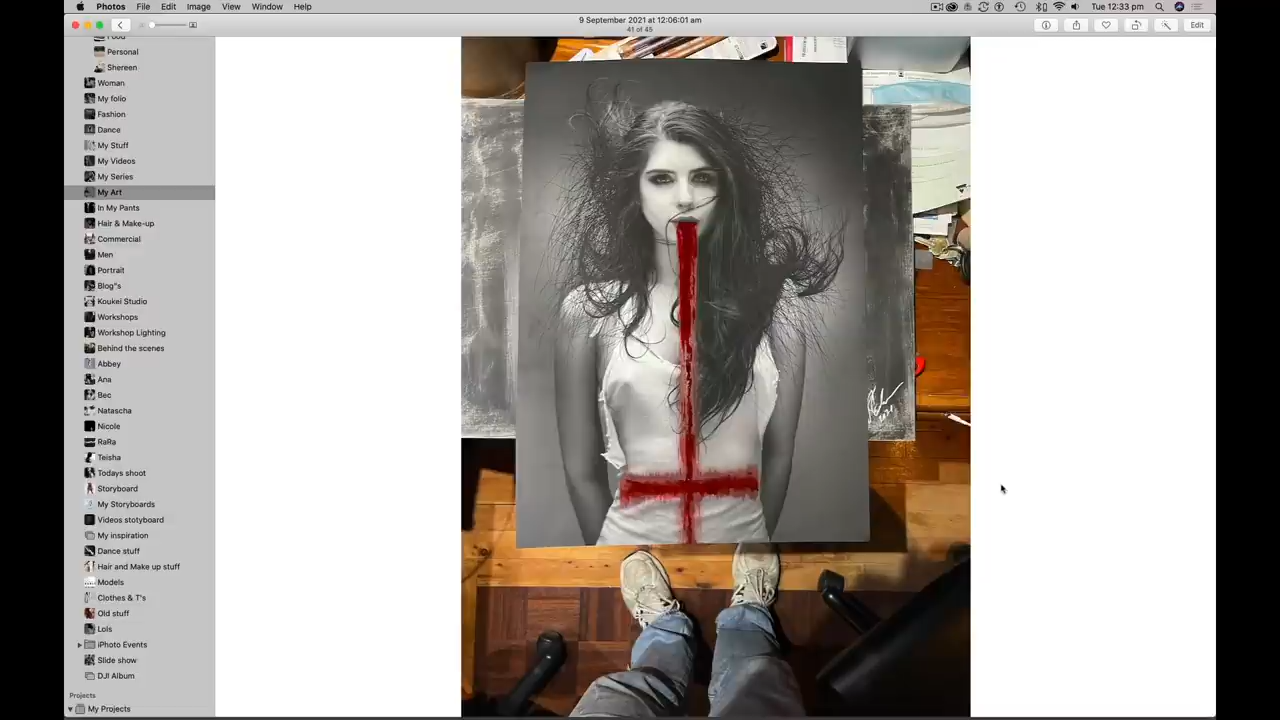 Photos File Edit Image View Window Help Tue 12:33 pm
9 September 2021 at 12:06:01 am
41 of 45
Edit
Food
Personal
Shereen
Woman
My folio
Fashion
Dance
My Stuff
My Videos
My Series
My Art
In My Pants
Hair & Make-up
Commercial
Men
Portrait
Blog"s
Koukei Studio
Workshops
Workshop Lighting
Behind the scenes
Abbey
Ana
Bec
Natascha
Nicole
RaRa
Teisha
Todays shoot
Storyboard
My Storyboards
Videos stotyboard
My inspiration
Dance stuff
Hair and Make up stuff
Models
Clothes & T's
Old stuff
Lols
iPhoto Events
Slide show
DJI Album
Projects
My Projects